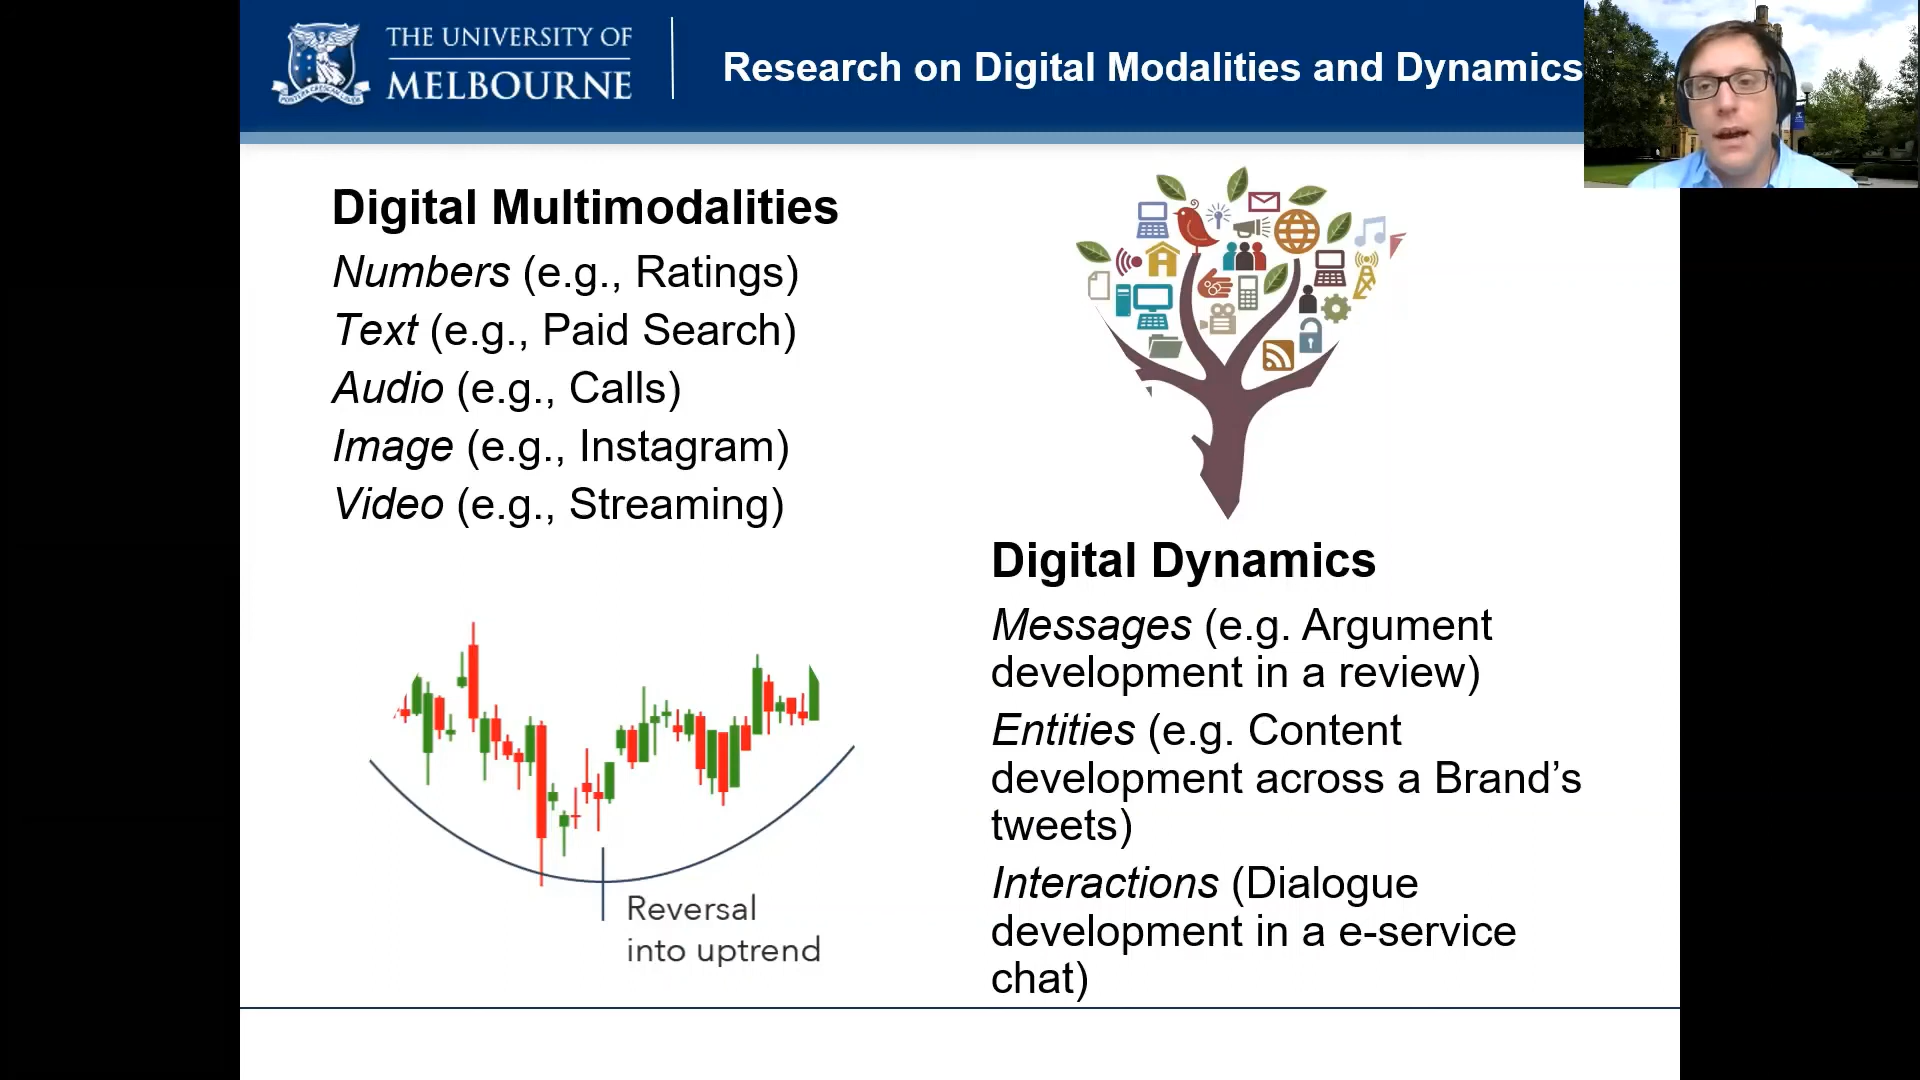 THE UNIVERSITY OF
MELBOURNE
Research on Digital Modalities and Dynamics
Digital Multimodalities
Numbers (e.g., Ratings)
Text (e.g., Paid Search)
Audio (e.g., Calls)
Image (e.g., Instagram)
Video (e.g., Streaming)
Reversal
into uptrend
Digital Dynamics
Messages (e.g. Argument
development in a review)
Entities (e.g. Content
development across a Brand’s
tweets)
Interactions (Dialogue
development in a e-service
chat)